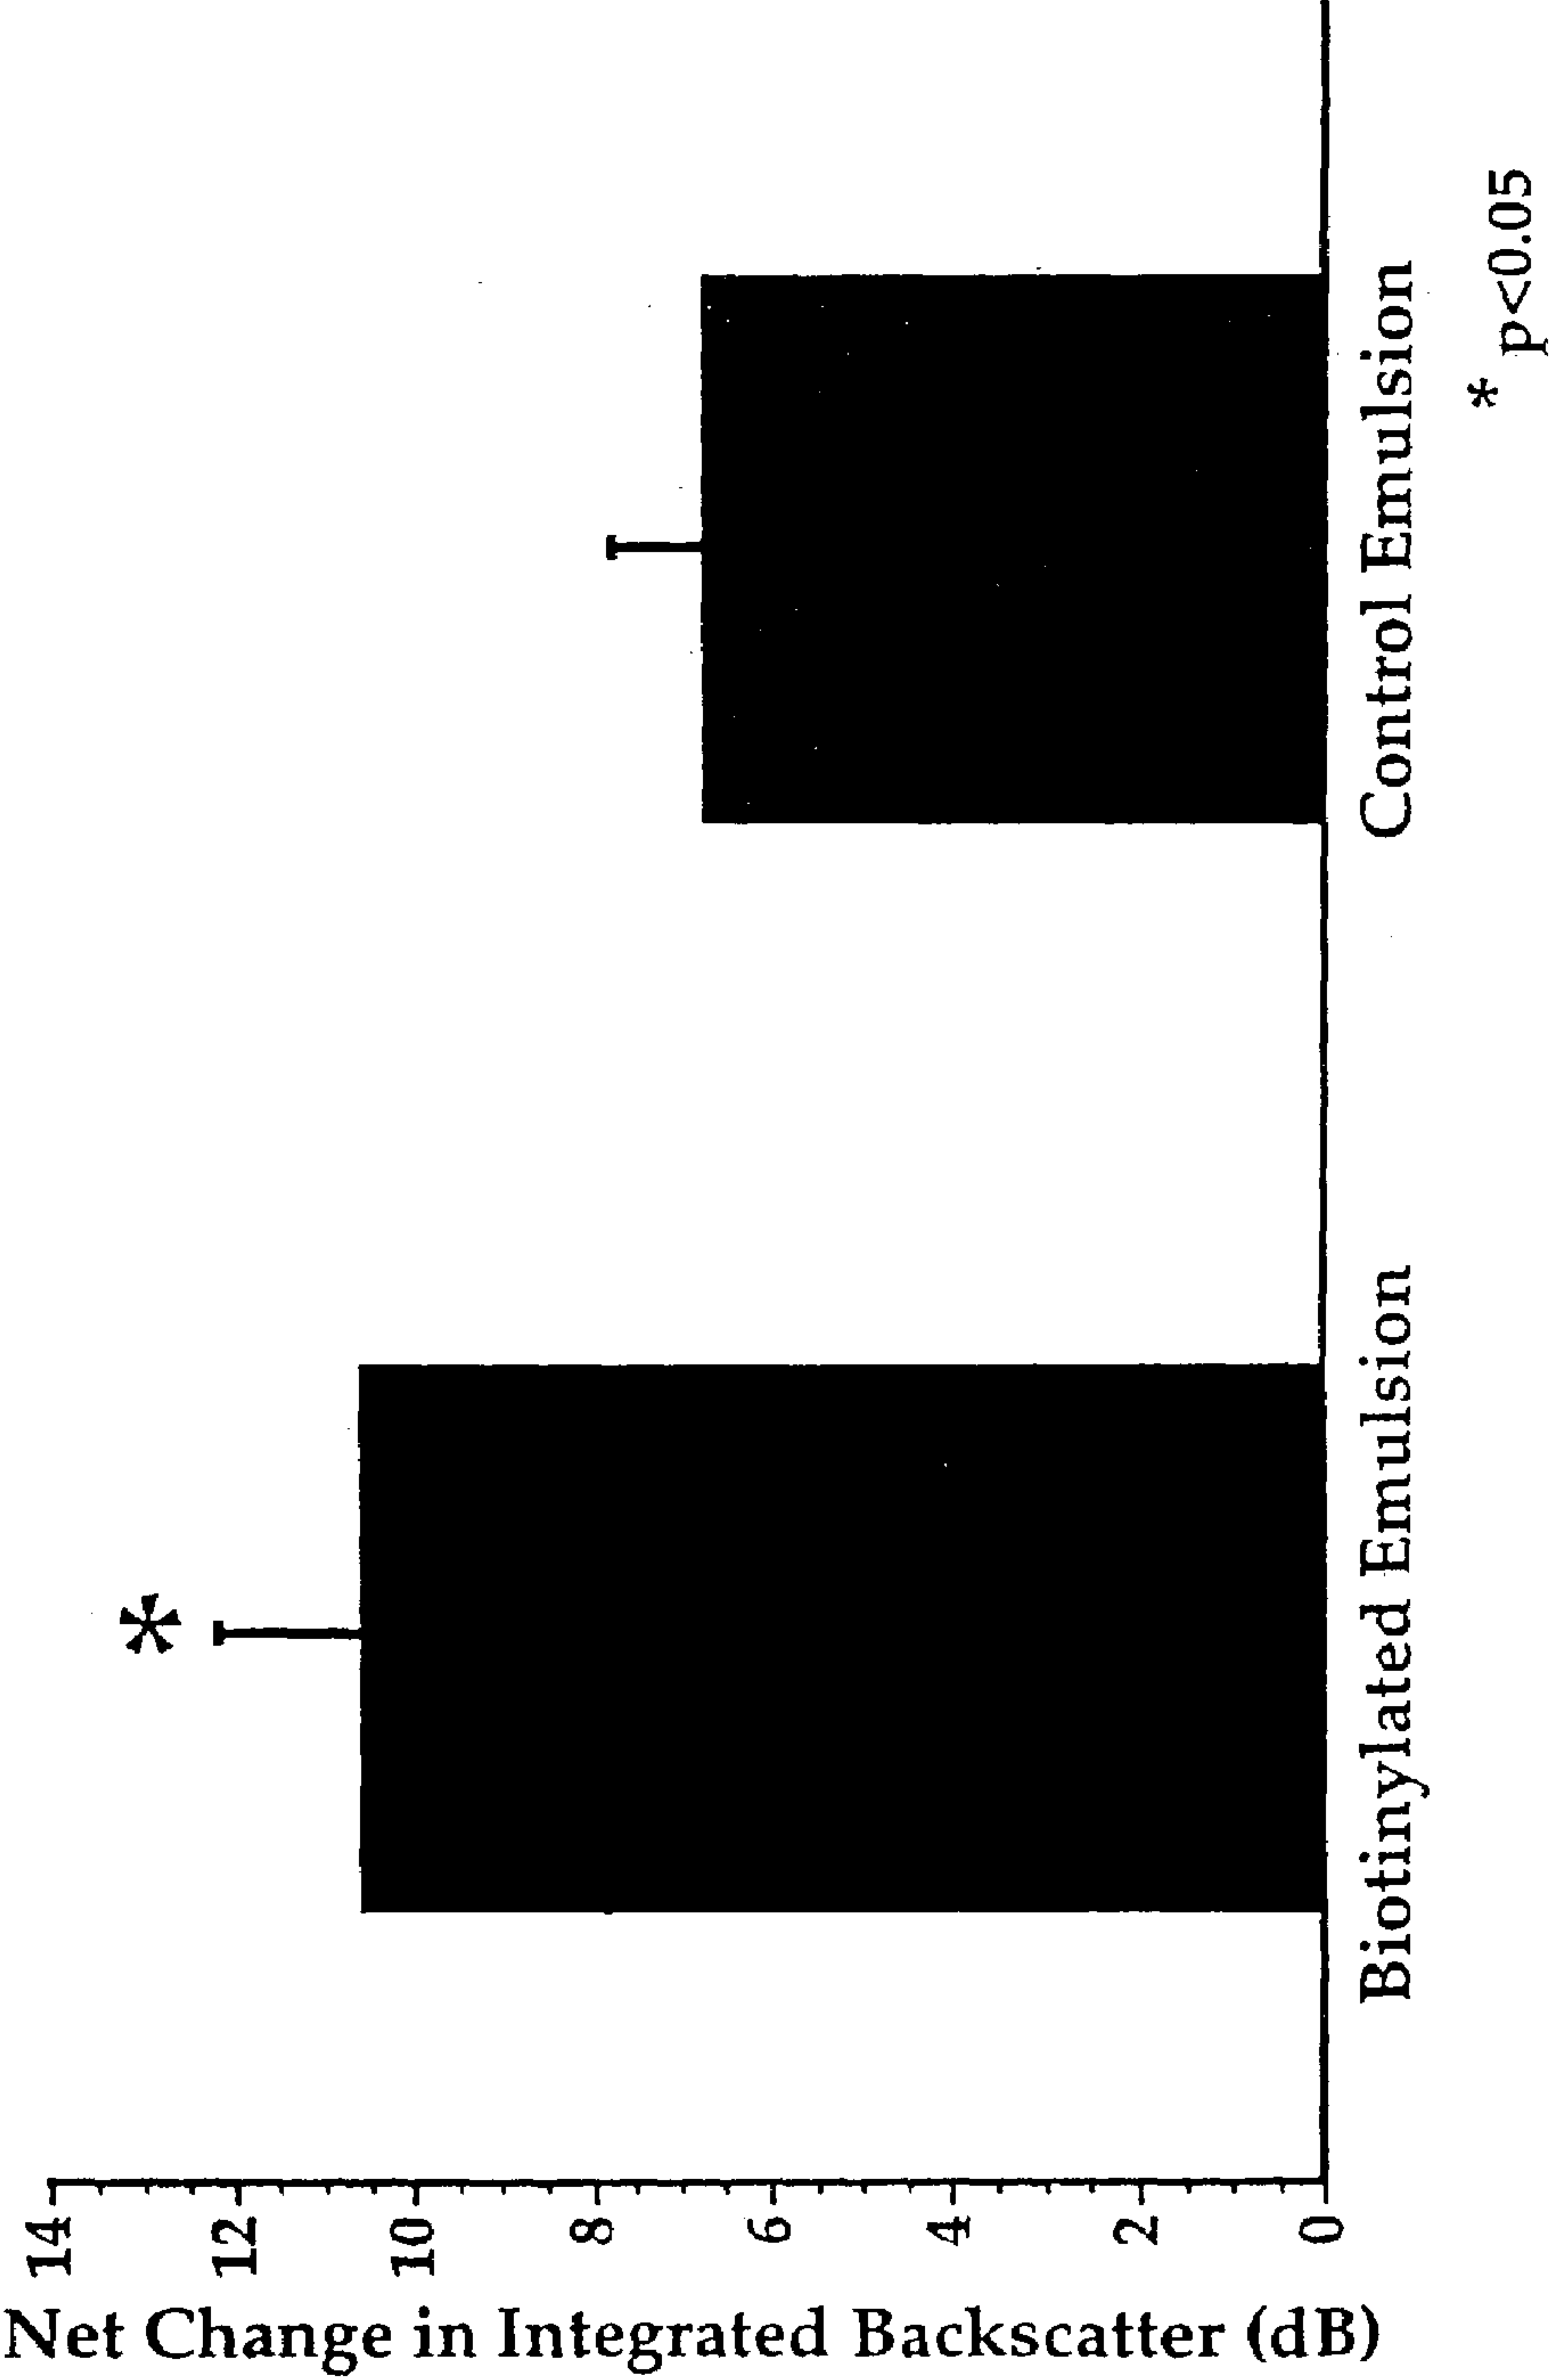 Net Change in Integrated Backscatter (dB)
14
12
10
8
6
4
2
0
Biotinylated Emulsion
Control Emulsion
*
* p<0.05